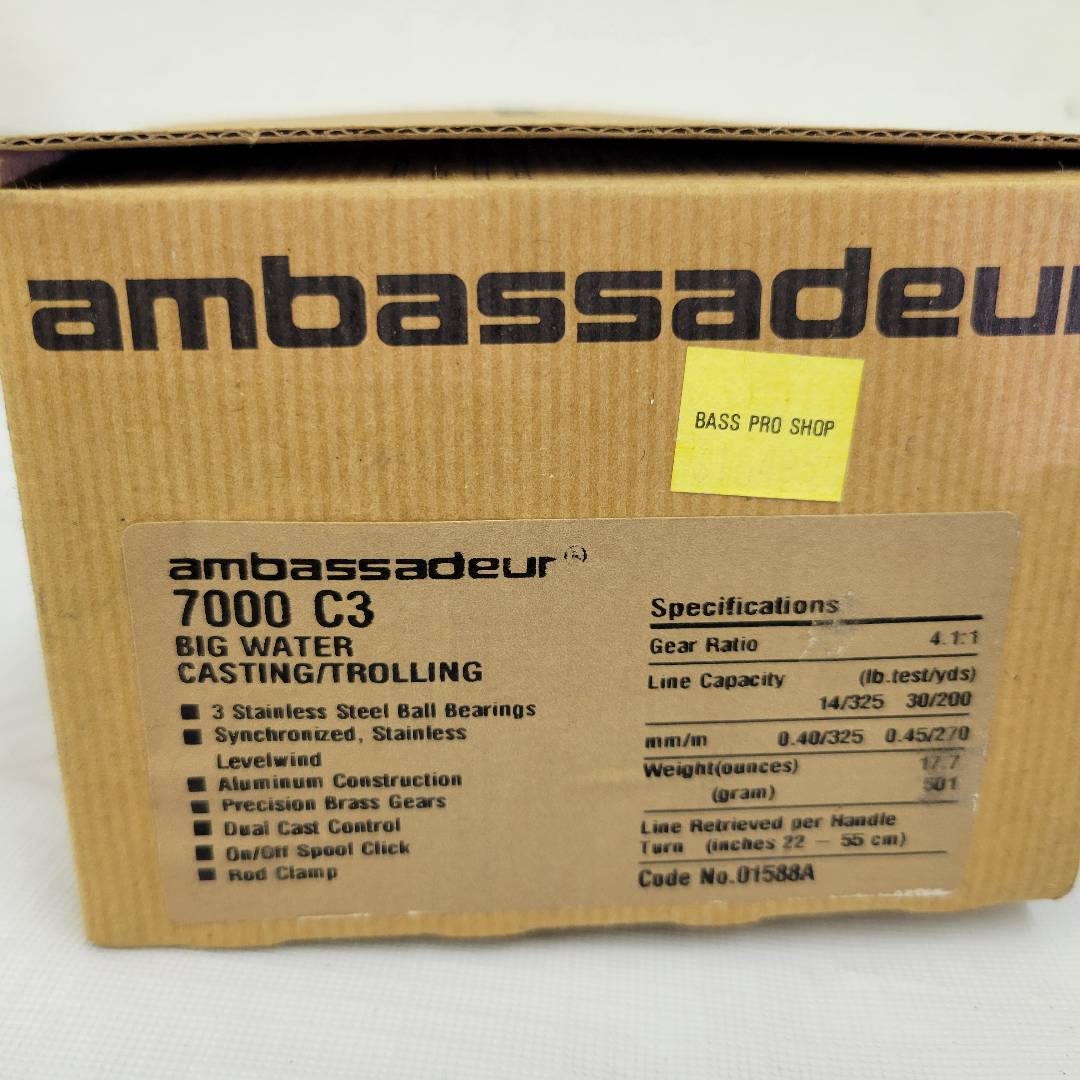 ambassadeur
BASS PRO SHOP
ambassadeur®
7000 C3
BIG WATER
CASTING/TROLLING
■ 3 Stainless Steel Ball Bearings
■ Synchronized, Stainless
Levelwind
■ Aluminum Construction
■ Precision Brass Gears
■ Dual Cast Control
■ On/Off Spool Click
■ Rod Clamp
Specifications
Gear Ratio 4.1:1
Line Capacity (lb.test/yds)
14/325 30/200
mm/m 0.40/325 0.45/270
Weight(ounces) 17.7
(gram) 501
Line Retrieved per Handle
Turn (inches 22 – 55 cm)
Code No.01588A